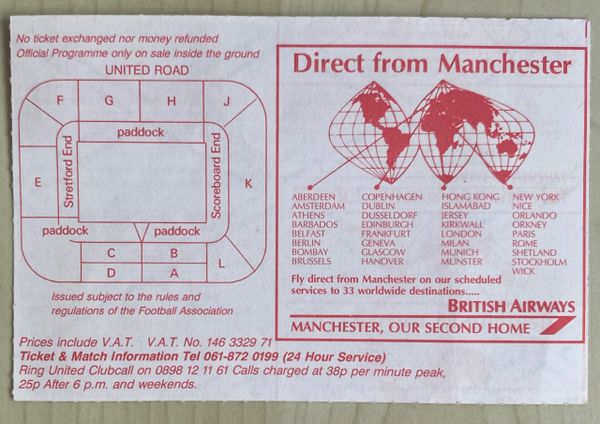 No ticket exchanged nor money refunded
Official Programme only on sale inside the ground
UNITED ROAD
F
G
H
J
paddock
Stretford End
Scoreboard End
E
K
paddock
paddock
C
B
D
A
L
Issued subject to the rules and
regulations of the Football Association
Direct from Manchester
ABERDEEN
AMSTERDAM
ATHENS
BARBADOS
BELFAST
BERLIN
BOMBAY
BRUSSELS
COPENHAGEN
DUBLIN
DUSSELDORF
EDINBURGH
FRANKFURT
GENEVA
GLASGOW
HANOVER
HONG KONG
ISLAMABAD
JERSEY
KIRKWALL
LONDON
MILAN
MUNICH
MUNSTER
NEW YORK
NICE
ORLANDO
ORKNEY
PARIS
ROME
SHETLAND
STOCKHOLM
WICK
Fly direct from Manchester on our scheduled
services to 33 worldwide destinations.....
BRITISH AIRWAYS
MANCHESTER, OUR SECOND HOME
Prices include V.A.T. V.A.T. No. 146 3329 71
Ticket & Match Information Tel 061-872 0199 (24 Hour Service)
Ring United Clubcall on 0898 12 11 61 Calls charged at 38p per minute peak,
25p After 6 p.m. and weekends.